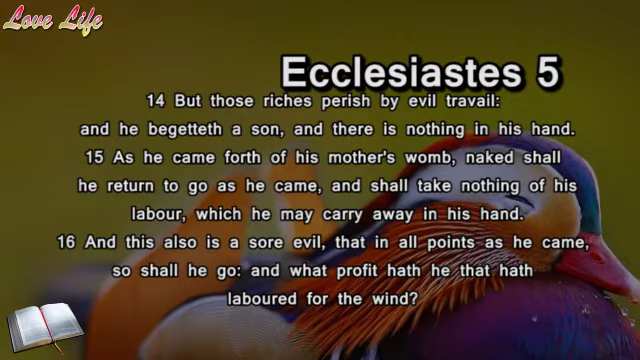 Love Life
Ecclesiastes 5
14 But those riches perish by evil travail:
and he begetteth a son, and there is nothing in his hand.
15 As he came forth of his mother's womb, naked shall
he return to go as he came, and shall take nothing of his
labour, which he may carry away in his hand.
16 And this also is a sore evil, that in all points as he came,
so shall he go: and what profit hath he that hath
laboured for the wind?